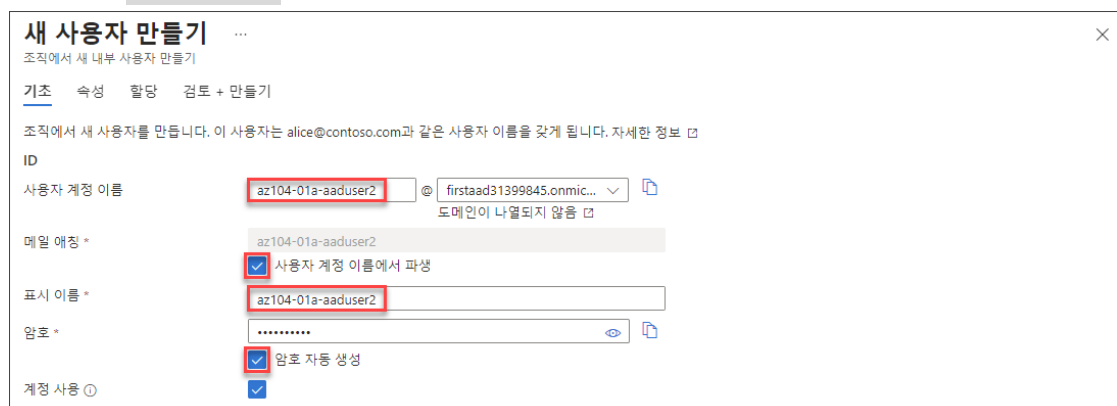 새 사용자 만들기 ...
조직에서 새 내부 사용자 만들기
기초 속성 할당 검토 + 만들기
조직에서 새 사용자를 만듭니다. 이 사용자는 alice@contoso.com과 같은 사용자 이름을 갖게 됩니다. 자세한 정보
ID
사용자 계정 이름 az104-01a-aaduser2 @ firstaad31399845.onmic...
도메인이 나열되지 않음
메일 애칭 * az104-01a-aaduser2
사용자 계정 이름에서 파생
표시 이름 * az104-01a-aaduser2
암호 * ••••••••••
암호 자동 생성
계정 사용